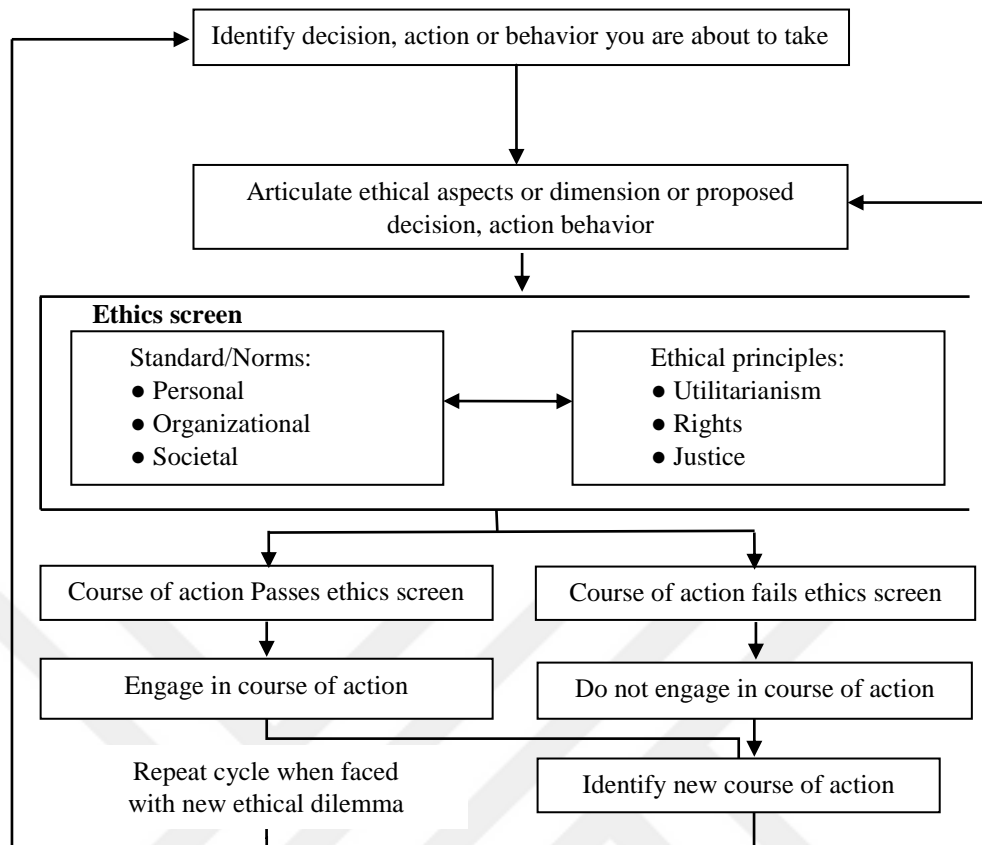 Identify decision, action or behavior you are about to take
Articulate ethical aspects or dimension or proposed
decision, action behavior
Ethics screen
Standard/Norms:
● Personal
● Organizational
● Societal
Ethical principles:
● Utilitarianism
● Rights
● Justice
Course of action Passes ethics screen
Course of action fails ethics screen
Engage in course of action
Do not engage in course of action
Repeat cycle when faced
with new ethical dilemma
Identify new course of action